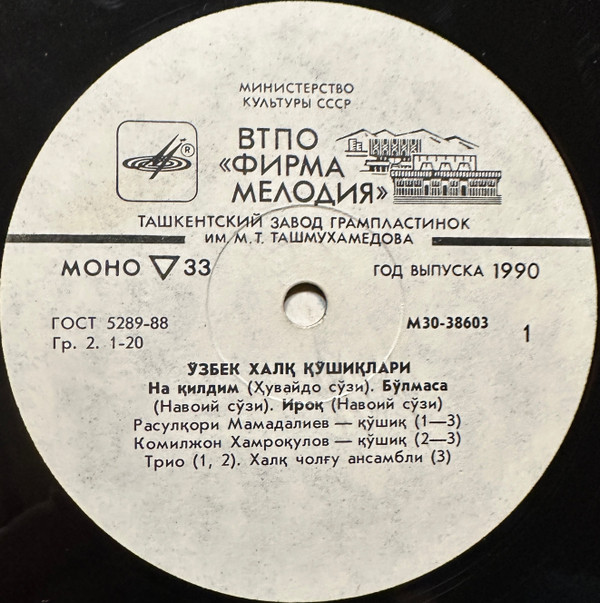 МИНИСТЕРСТВО
КУЛЬТУРЫ СССР
ВТПО
«ФИРМА
МЕЛОДИЯ»
®
ТАШКЕНТСКИЙ ЗАВОД ГРАМПЛАСТИНОК
ИМ. М. Т. ТАШМУХАМЕДОВА
МОНО ▽ 33
ГОД ВЫПУСКА 1990
ГОСТ 5289-88
М30-38603
1
Гр. 2. 1-20
ЎЗБЕК ХАЛҚ ҚЎШИҚЛАРИ
На қилдим (Ҳувайдо сўзи). Бўлмаса
(Навоий сўзи). Ироқ (Навоий сўзи)
Расулқори Мамадалиев — қўшиқ (1—3)
Комилжон Хамроқулов — қўшиқ (2—3)
Трио (1, 2). Халқ чолғу ансамбли (3)